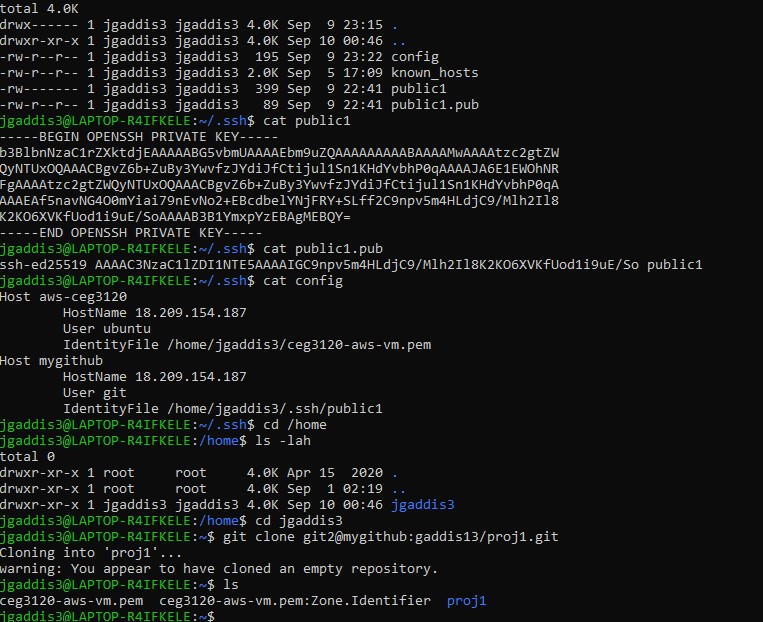 total 4.0K
drwx------ 1 jgaddis3 jgaddis3 4.0K Sep  9 23:15 .
drwxr-xr-x 1 jgaddis3 jgaddis3 4.0K Sep 10 00:46 ..
-rw-r--r-- 1 jgaddis3 jgaddis3  195 Sep  9 23:22 config
-rw-r--r-- 1 jgaddis3 jgaddis3 2.0K Sep  5 17:09 known_hosts
-rw------- 1 jgaddis3 jgaddis3  399 Sep  9 22:41 public1
-rw-r--r-- 1 jgaddis3 jgaddis3   89 Sep  9 22:41 public1.pub
jgaddis3@LAPTOP-R4IFKELE:~/.ssh$ cat public1
-----BEGIN OPENSSH PRIVATE KEY-----
b3BlbnNzaC1rZXktdjEAAAAABG5vbmUAAAAEbm9uZQAAAAAAAAABAAAAMwAAAAtzc2gtZW
QyNTUxOQAAACBgvZ6b+ZuBy3YwvfzJYdiJfCtijul1Sn1KHdYvbhP0qAAAAJA6E1EWOhNR
FgAAAAtzc2gtZWQyNTUxOQAAACBgvZ6b+ZuBy3YwvfzJYdiJfCtijul1Sn1KHdYvbhP0qA
AAAEAf5navNG4O0mYiai79nEvNo2+EBcdbelYNjFRY+SLff2C9npv5m4HLdjC9/Mlh2Il8
K2KO6XVKfUod1i9uE/SoAAAAB3B1YmxpYzEBAgMEBQY=
-----END OPENSSH PRIVATE KEY-----
jgaddis3@LAPTOP-R4IFKELE:~/.ssh$ cat public1.pub
ssh-ed25519 AAAAC3NzaC1lZDI1NTE5AAAAIGC9npv5m4HLdjC9/Mlh2Il8K2KO6XVKfUod1i9uE/So public1
jgaddis3@LAPTOP-R4IFKELE:~/.ssh$ cat config
Host aws-ceg3120
        HostName 18.209.154.187
        User ubuntu
        IdentityFile /home/jgaddis3/ceg3120-aws-vm.pem
Host mygithub
        HostName 18.209.154.187
        User git
        IdentityFile /home/jgaddis3/.ssh/public1
jgaddis3@LAPTOP-R4IFKELE:~/.ssh$ cd /home
jgaddis3@LAPTOP-R4IFKELE:/home$ ls -lah
total 0
drwxr-xr-x 1 root     root     4.0K Apr 15  2020 .
drwxr-xr-x 1 root     root     4.0K Sep  1 02:19 ..
drwxr-xr-x 1 jgaddis3 jgaddis3 4.0K Sep 10 00:46 jgaddis3
jgaddis3@LAPTOP-R4IFKELE:/home$ cd jgaddis3
jgaddis3@LAPTOP-R4IFKELE:~$ git clone git2@mygithub:gaddis13/proj1.git
Cloning into 'proj1'...
warning: You appear to have cloned an empty repository.
jgaddis3@LAPTOP-R4IFKELE:~$ ls
ceg3120-aws-vm.pem  ceg3120-aws-vm.pem:Zone.Identifier  proj1
jgaddis3@LAPTOP-R4IFKELE:~$